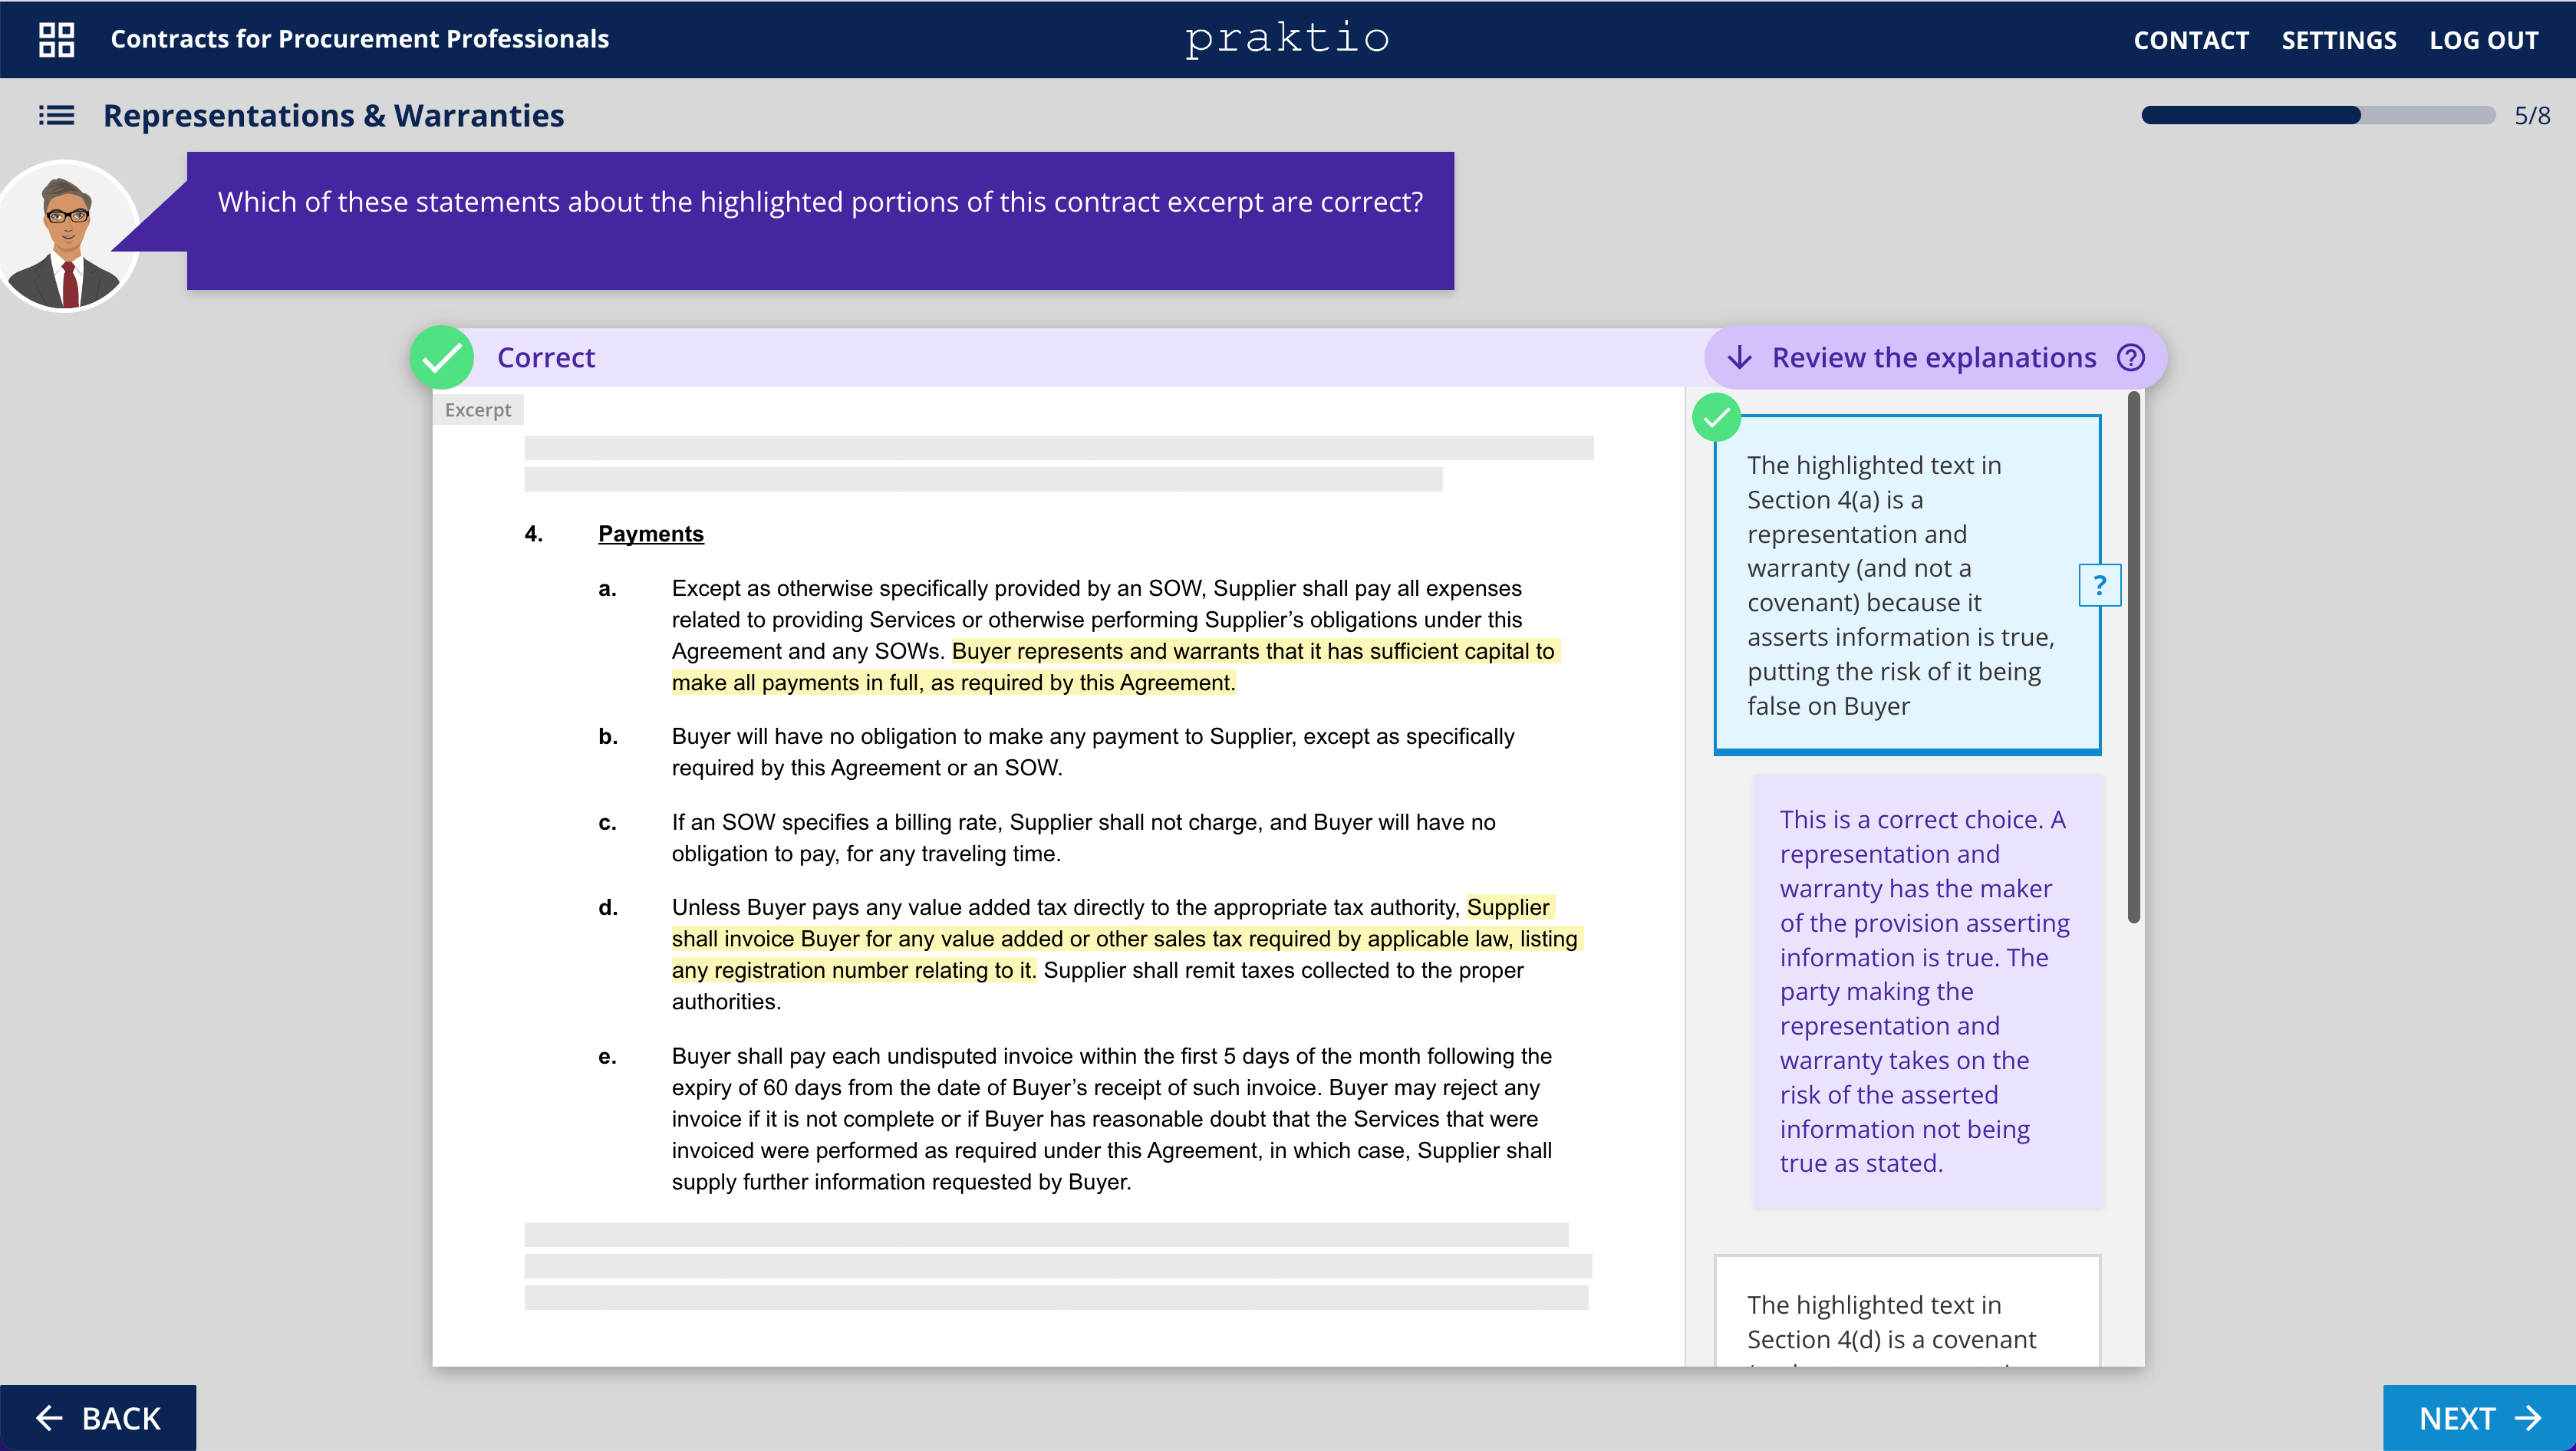 Contracts for Procurement Professionals
praktio
CONTACT SETTINGS LOG OUT
Representations & Warranties
5/8
Which of these statements about the highlighted portions of this contract excerpt are correct?
Correct
Review the explanations ?
Excerpt
4. Payments
a. Except as otherwise specifically provided by an SOW, Supplier shall pay all expenses
related to providing Services or otherwise performing Supplier’s obligations under this
Agreement and any SOWs. Buyer represents and warrants that it has sufficient capital to
make all payments in full, as required by this Agreement.
b. Buyer will have no obligation to make any payment to Supplier, except as specifically
required by this Agreement or an SOW.
c. If an SOW specifies a billing rate, Supplier shall not charge, and Buyer will have no
obligation to pay, for any traveling time.
d. Unless Buyer pays any value added tax directly to the appropriate tax authority, Supplier
shall invoice Buyer for any value added or other sales tax required by applicable law, listing
any registration number relating to it. Supplier shall remit taxes collected to the proper
authorities.
e. Buyer shall pay each undisputed invoice within the first 5 days of the month following the
expiry of 60 days from the date of Buyer’s receipt of such invoice. Buyer may reject any
invoice if it is not complete or if Buyer has reasonable doubt that the Services that were
invoiced were performed as required under this Agreement, in which case, Supplier shall
supply further information requested by Buyer.
The highlighted text in
Section 4(a) is a
representation and
warranty (and not a
covenant) because it
asserts information is true,
putting the risk of it being
false on Buyer
?
This is a correct choice. A
representation and
warranty has the maker
of the provision asserting
information is true. The
party making the
representation and
warranty takes on the
risk of the asserted
information not being
true as stated.
The highlighted text in
Section 4(d) is a covenant
BACK
NEXT